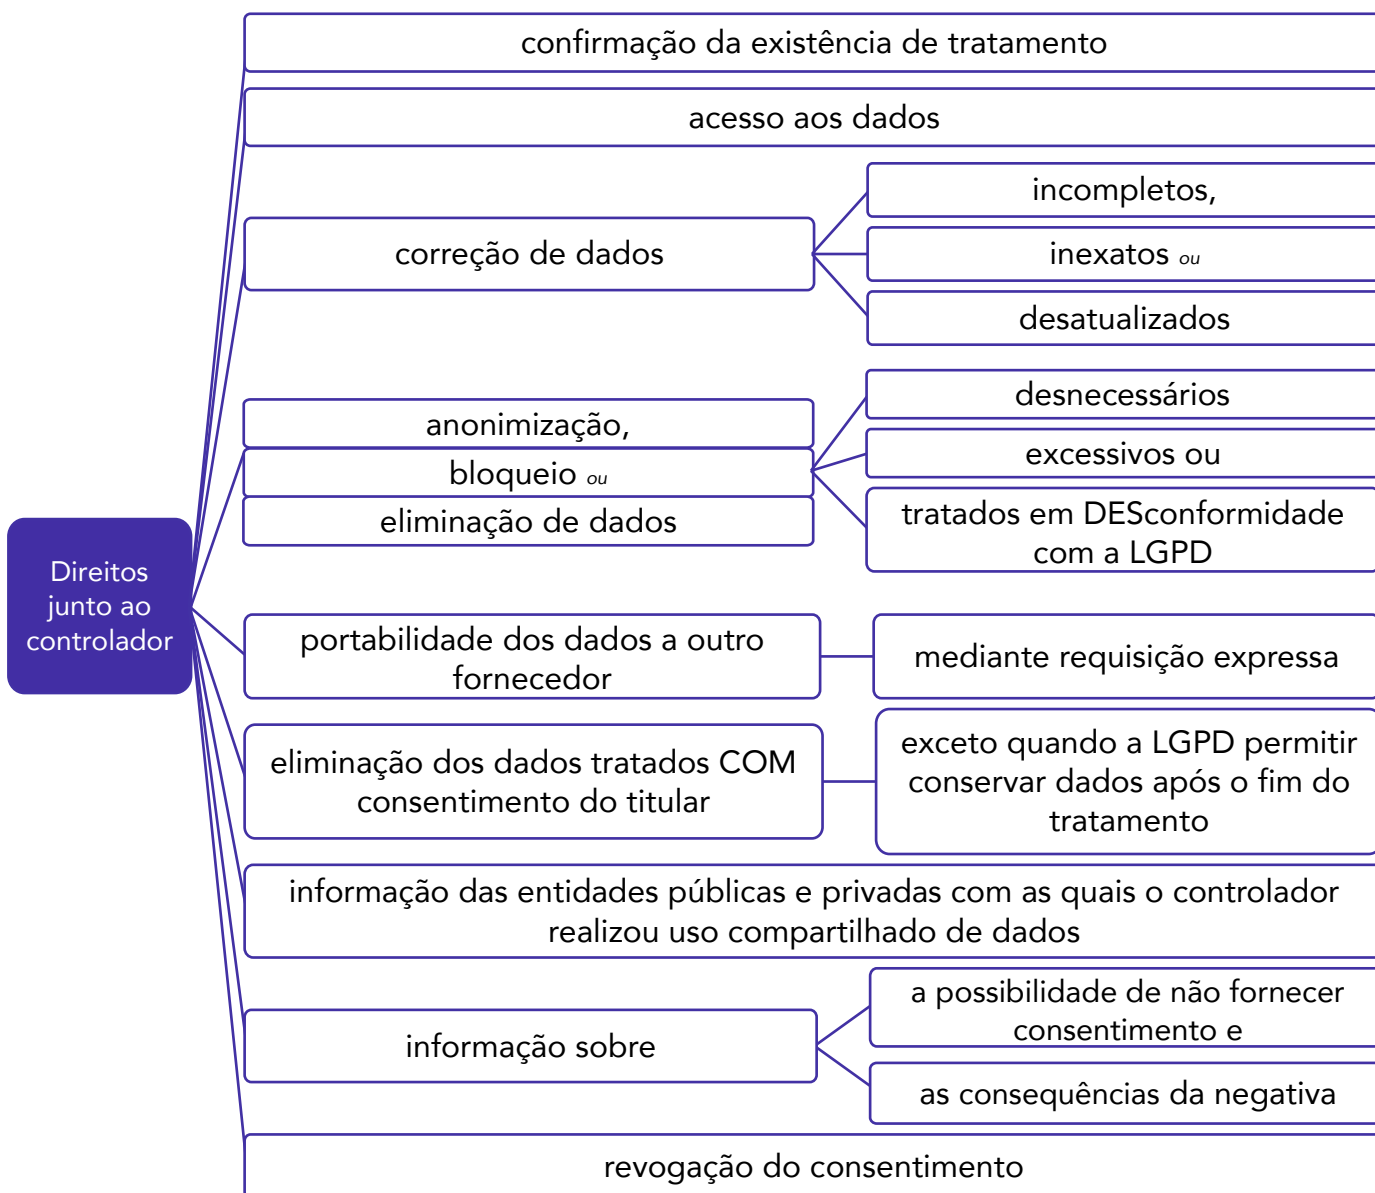 Direitos
junto ao
controlador
confirmação da existência de tratamento
acesso aos dados
correção de dados
incompletos,
inexatos ou
desatualizados
anonimização,
bloqueio ou
eliminação de dados
desnecessários
excessivos ou
tratados em DESconformidade
com a LGPD
portabilidade dos dados a outro
fornecedor
mediante requisição expressa
eliminação dos dados tratados COM
consentimento do titular
exceto quando a LGPD permitir
conservar dados após o fim do
tratamento
informação das entidades públicas e privadas com as quais o controlador
realizou uso compartilhado de dados
informação sobre
a possibilidade de não fornecer
consentimento e
as consequências da negativa
revogação do consentimento